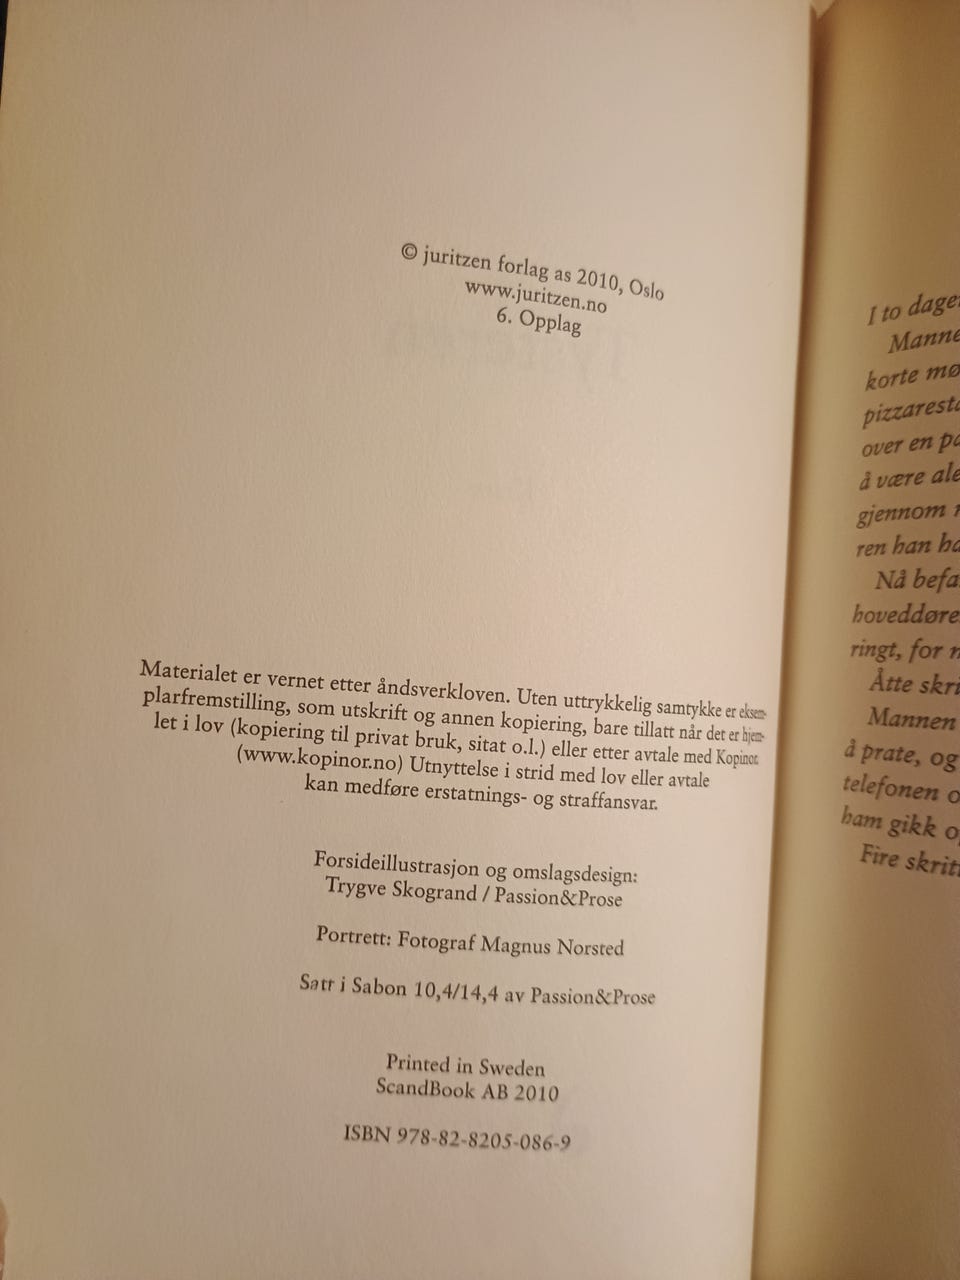 © juritzen forlag as 2010, Oslo
www.juritzen.no
6. Opplag
Materialet er vernet etter åndsverkloven. Uten uttrykkelig samtykke er eksem-
plarfremstilling, som utskrift og annen kopiering, bare tillatt når det er hjem-
let i lov (kopiering til privat bruk, sitat o.l.) eller etter avtale med Kopinor.
(www.kopinor.no) Utnyttelse i strid med lov eller avtale
kan medføre erstatnings- og straffansvar.
Forsideillustrasjon og omslagsdesign:
Trygve Skogrand / Passion&Prose
Portrett: Fotograf Magnus Norsted
Satt i Sabon 10,4/14,4 av Passion&Prose
Printed in Sweden
ScandBook AB 2010
ISBN 978-82-8205-086-9
I to dage
Manne
korte mø
pizzarest
over en pa
å være ale
gjennom
ren han ha
Nå befa
hoveddøre
ringt, for
Åtte skri
Mannen
å prate, og
telefonen o
ham gikk o
Fire skrit